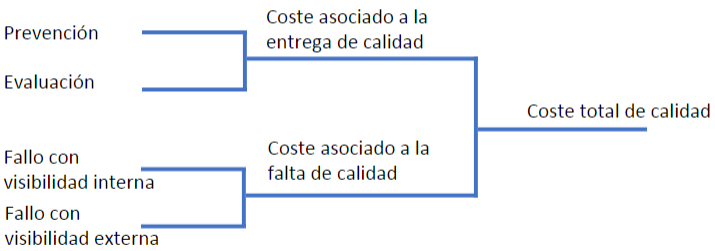 Prevención
Coste asociado a la
entrega de calidad
Evaluación
Coste total de calidad
Fallo con
visibilidad interna
Coste asociado a la
falta de calidad
Fallo con
visibilidad externa